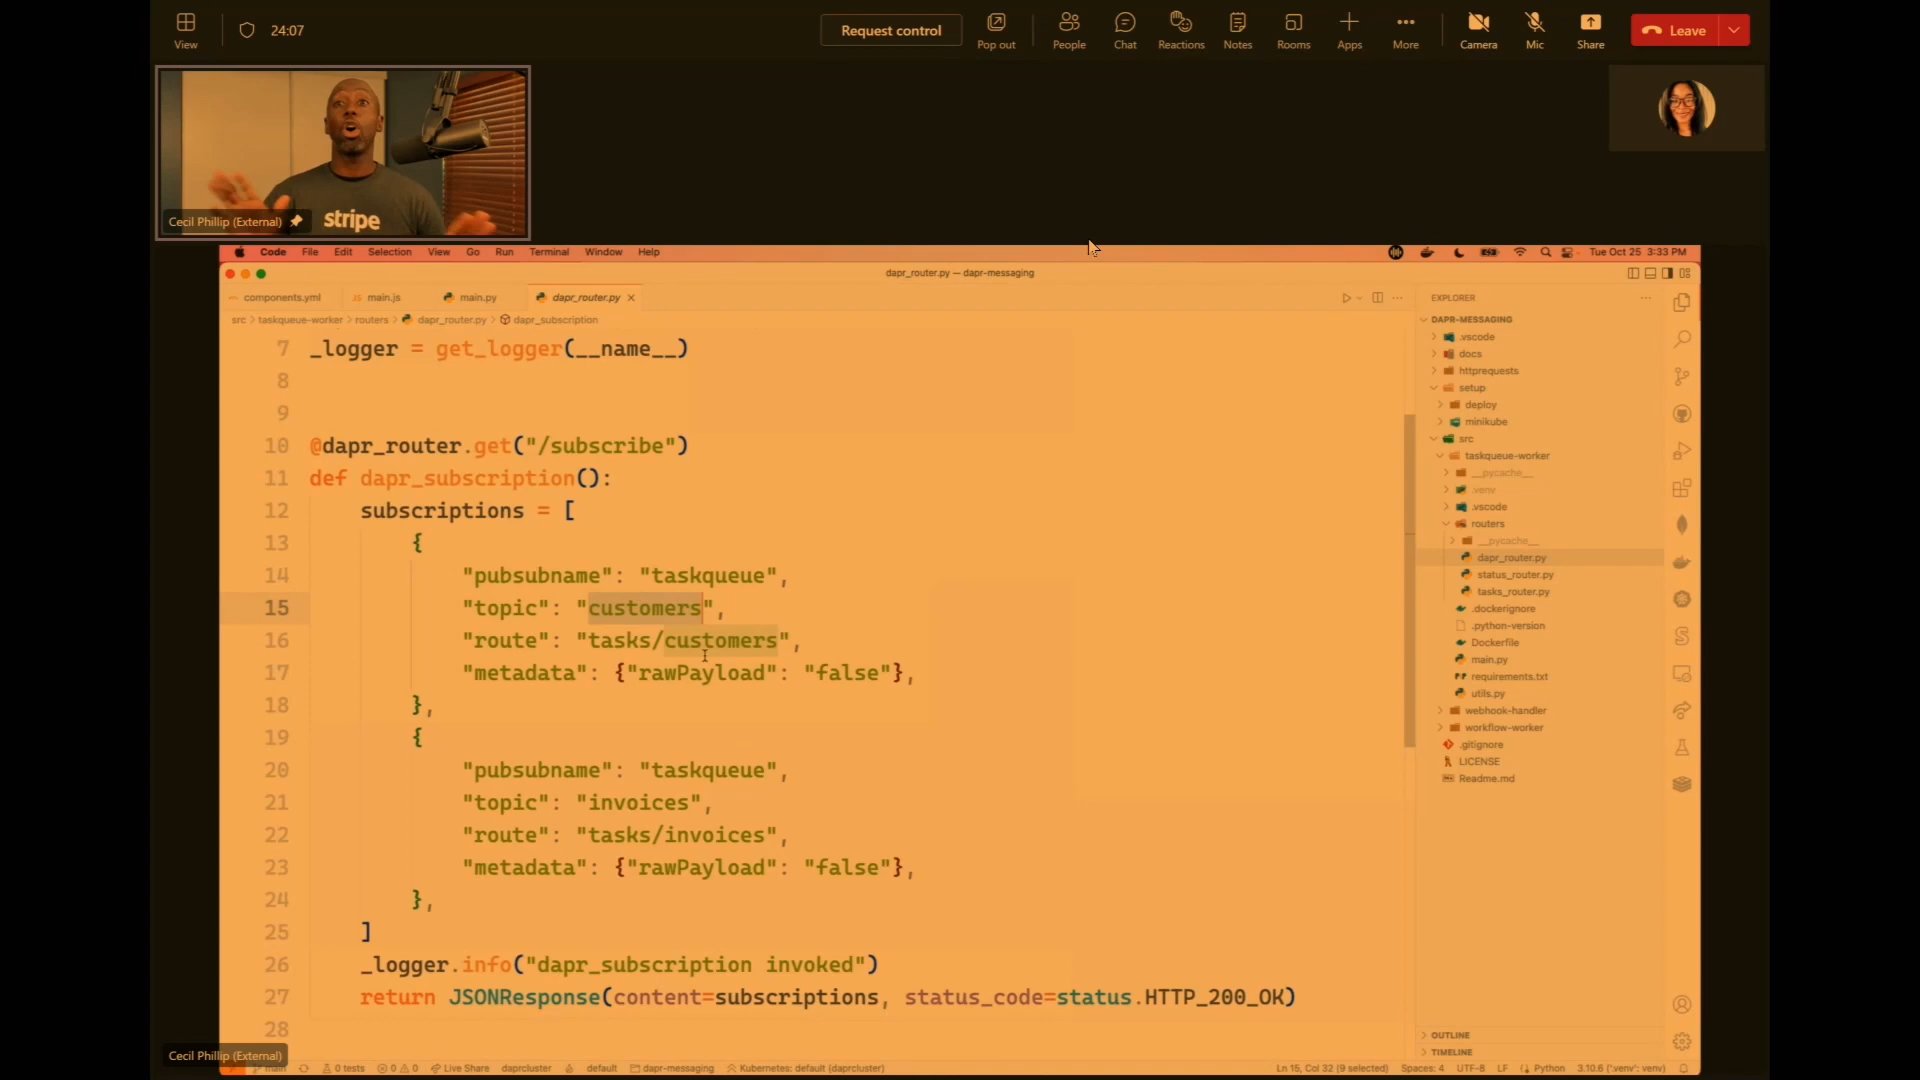 View
24:07
Request control
Pop out
People
Chat
Reactions
Notes
Rooms
Apps
More
Camera
Mic
Share
Leave
stripe
Cecil Phillip (External)
Code File Edit Selection View Go Run Terminal Window Help
Tue Oct 25 3:33 PM
dapr_router.py — dapr-messaging
components.yml
JS main.js
main.py
dapr_router.py
src > taskqueue-worker > routers > dapr_router.py > dapr_subscription
7 _logger = get_logger(__name__)
8
9
10 @dapr_router.get("/subscribe")
11 def dapr_subscription():
12 subscriptions = [
13 {
14 "pubsubname": "taskqueue",
15 "topic": "customers",
16 "route": "tasks/customers",
17 "metadata": {"rawPayload": "false"},
18 },
19 {
20 "pubsubname": "taskqueue",
21 "topic": "invoices",
22 "route": "tasks/invoices",
23 "metadata": {"rawPayload": "false"},
24 },
25 ]
26 _logger.info("dapr_subscription invoked")
27 return JSONResponse(content=subscriptions, status_code=status.HTTP_200_OK)
28
EXPLORER
DAPR-MESSAGING
.vscode
docs
httprequests
setup
deploy
minikube
src
taskqueue-worker
__pycache__
.venv
.vscode
routers
__pycache__
dapr_router.py
status_router.py
tasks_router.py
.dockerignore
.python-version
Dockerfile
main.py
requirements.txt
utils.py
webhook-handler
workflow-worker
.gitignore
LICENSE
Readme.md
OUTLINE
TIMELINE
Cecil Phillip (External)
main
0 tests
0 0
Live Share
daprcluster
default
dapr-messaging
Kubernetes: default (daprcluster)
Ln 15, Col 32 (9 selected)
Spaces: 4
UTF-8
LF
Python
3.10.6 ('.venv': venv)